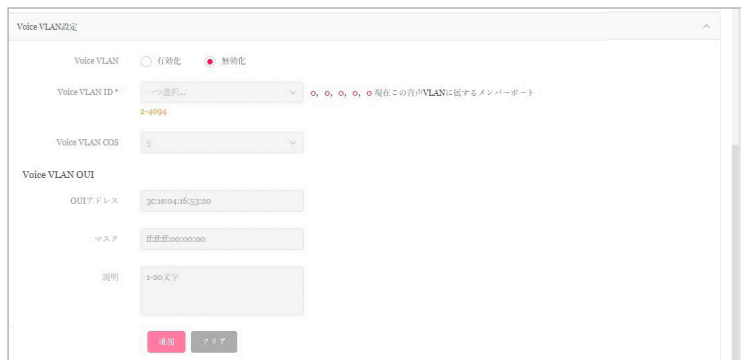 Voice VLAN設定
Voice VLAN 有効化 無効化
Voice VLAN ID * 一つ選択... 0, 0, 0, 0, 0 現在この音声VLANに属するメンバーポート
2-4094
Voice VLAN COS 5
Voice VLAN OUI
OUIアドレス 3c:1e:04:16:53:20
マスク ff:ff:ff:00:00:00
説明 1-20文字
追加 クリア